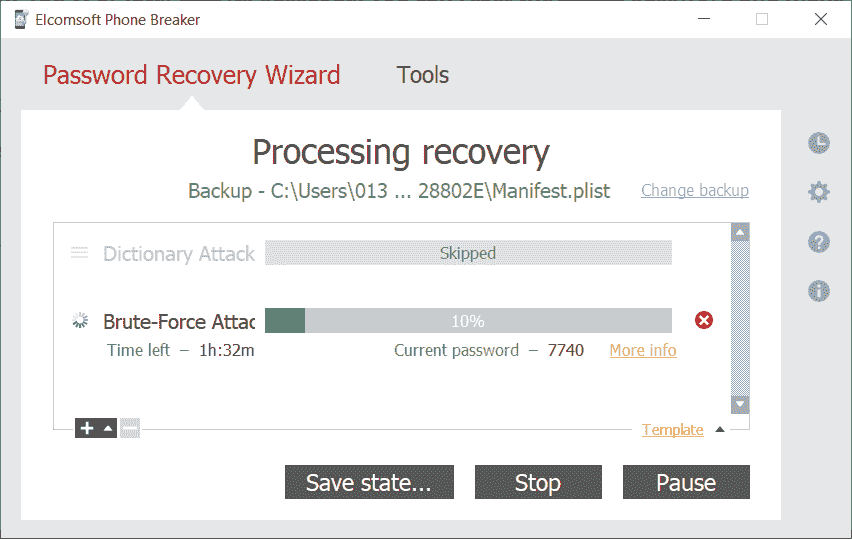 Elcomsoft Phone Breaker
Password Recovery Wizard Tools
Processing recovery
Backup - C:\Users\013 ... 28802E\Manifest.plist Change backup
Dictionary Attack Skipped
Brute-Force Attac 10%
Time left – 1h:32m Current password – 7740 More info
Template
Save state... Stop Pause